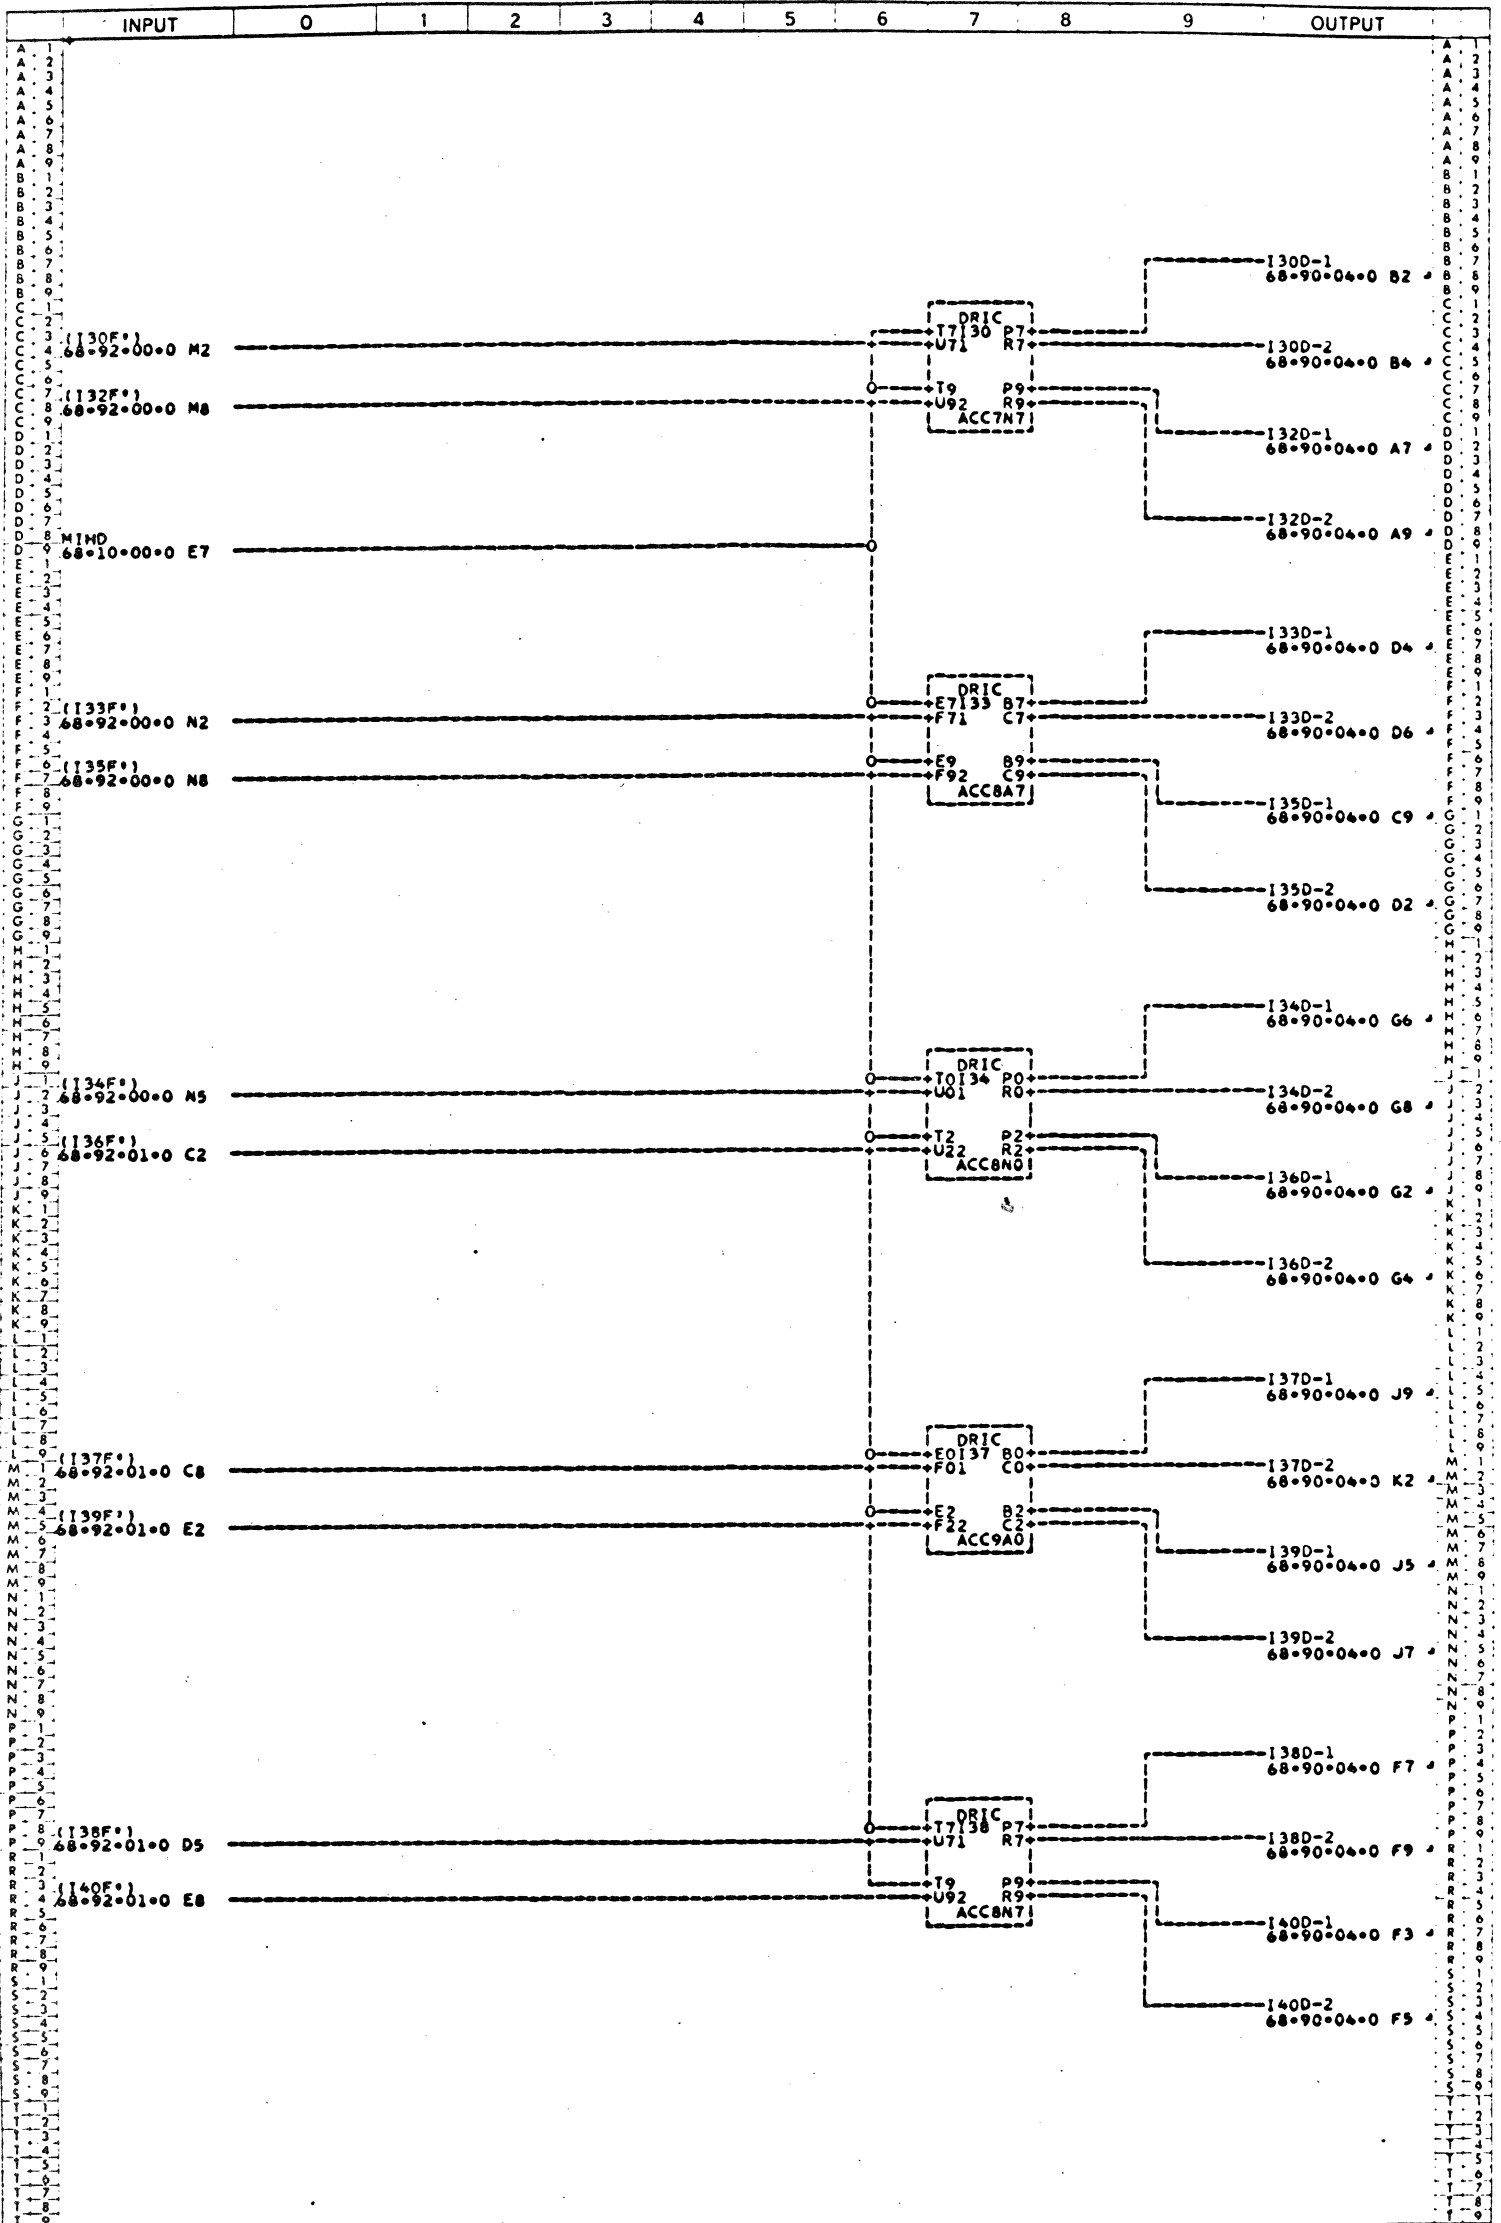 INPUT 0 1 2 3 4 5 6 7 8 9 OUTPUT
I30D-1
68•90•04•0 B2
DRIC
(I30F')
T7I30 P7
68•92•00•0 M2
U71 R7
I30D-2
68•90•04•0 B4
(I32F')
T9 P9
68•92•00•0 M8
U92 R9
ACC7N7
I32D-1
68•90•04•0 A7
I32D-2
68•90•04•0 A9
MIHD
68•10•00•0 E7
I33D-1
68•90•04•0 D4
DRIC
(I33F')
E7I33 B7
68•92•00•0 N2
F71 C7
I33D-2
68•90•04•0 D6
(I35F')
E9 B9
68•92•00•0 N8
F92 C9
ACC8A7
I35D-1
68•90•04•0 C9
I35D-2
68•90•04•0 D2
I34D-1
68•90•04•0 G6
DRIC
(I34F')
T0I34 P0
68•92•00•0 N5
U01 R0
I34D-2
68•90•04•0 G8
(I36F')
T2 P2
68•92•01•0 C2
U22 R2
ACC8N0
I36D-1
68•90•04•0 G2
I36D-2
68•90•04•0 G4
I37D-1
68•90•04•0 J9
DRIC
(I37F')
E0I37 B0
68•92•01•0 C8
F01 C0
I37D-2
68•90•04•0 K2
(I39F')
E2 B2
68•92•01•0 E2
F22 C2
ACC9A0
I39D-1
68•90•04•0 J5
I39D-2
68•90•04•0 J7
I38D-1
68•90•04•0 F7
DRIC
(I38F')
T7I38 P7
68•92•01•0 D5
U71 R7
I38D-2
68•90•04•0 F9
(I40F')
T9 P9
68•92•01•0 E8
U92 R9
ACC8N7
I40D-1
68•90•04•0 F3
I40D-2
68•90•04•0 F5